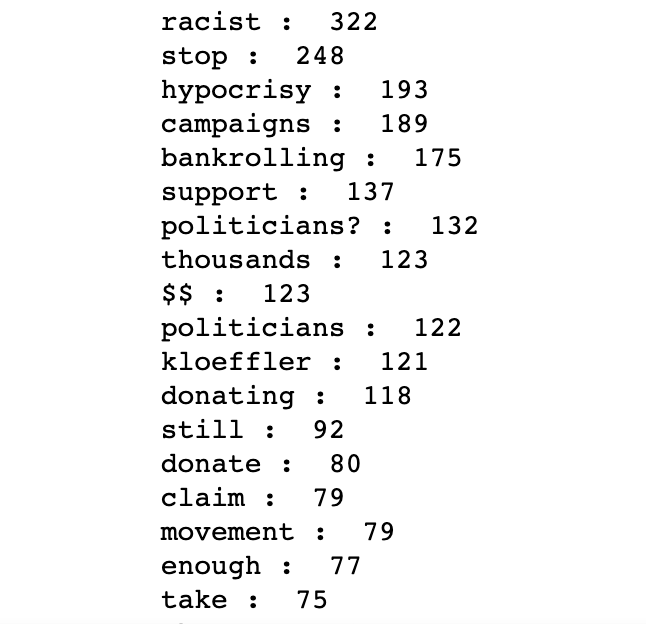 racist :  322
stop :  248
hypocrisy :  193
campaigns :  189
bankrolling :  175
support :  137
politicians? :  132
thousands :  123
$$ :  123
politicians :  122
kloeffler :  121
donating :  118
still :  92
donate :  80
claim :  79
movement :  79
enough :  77
take :  75